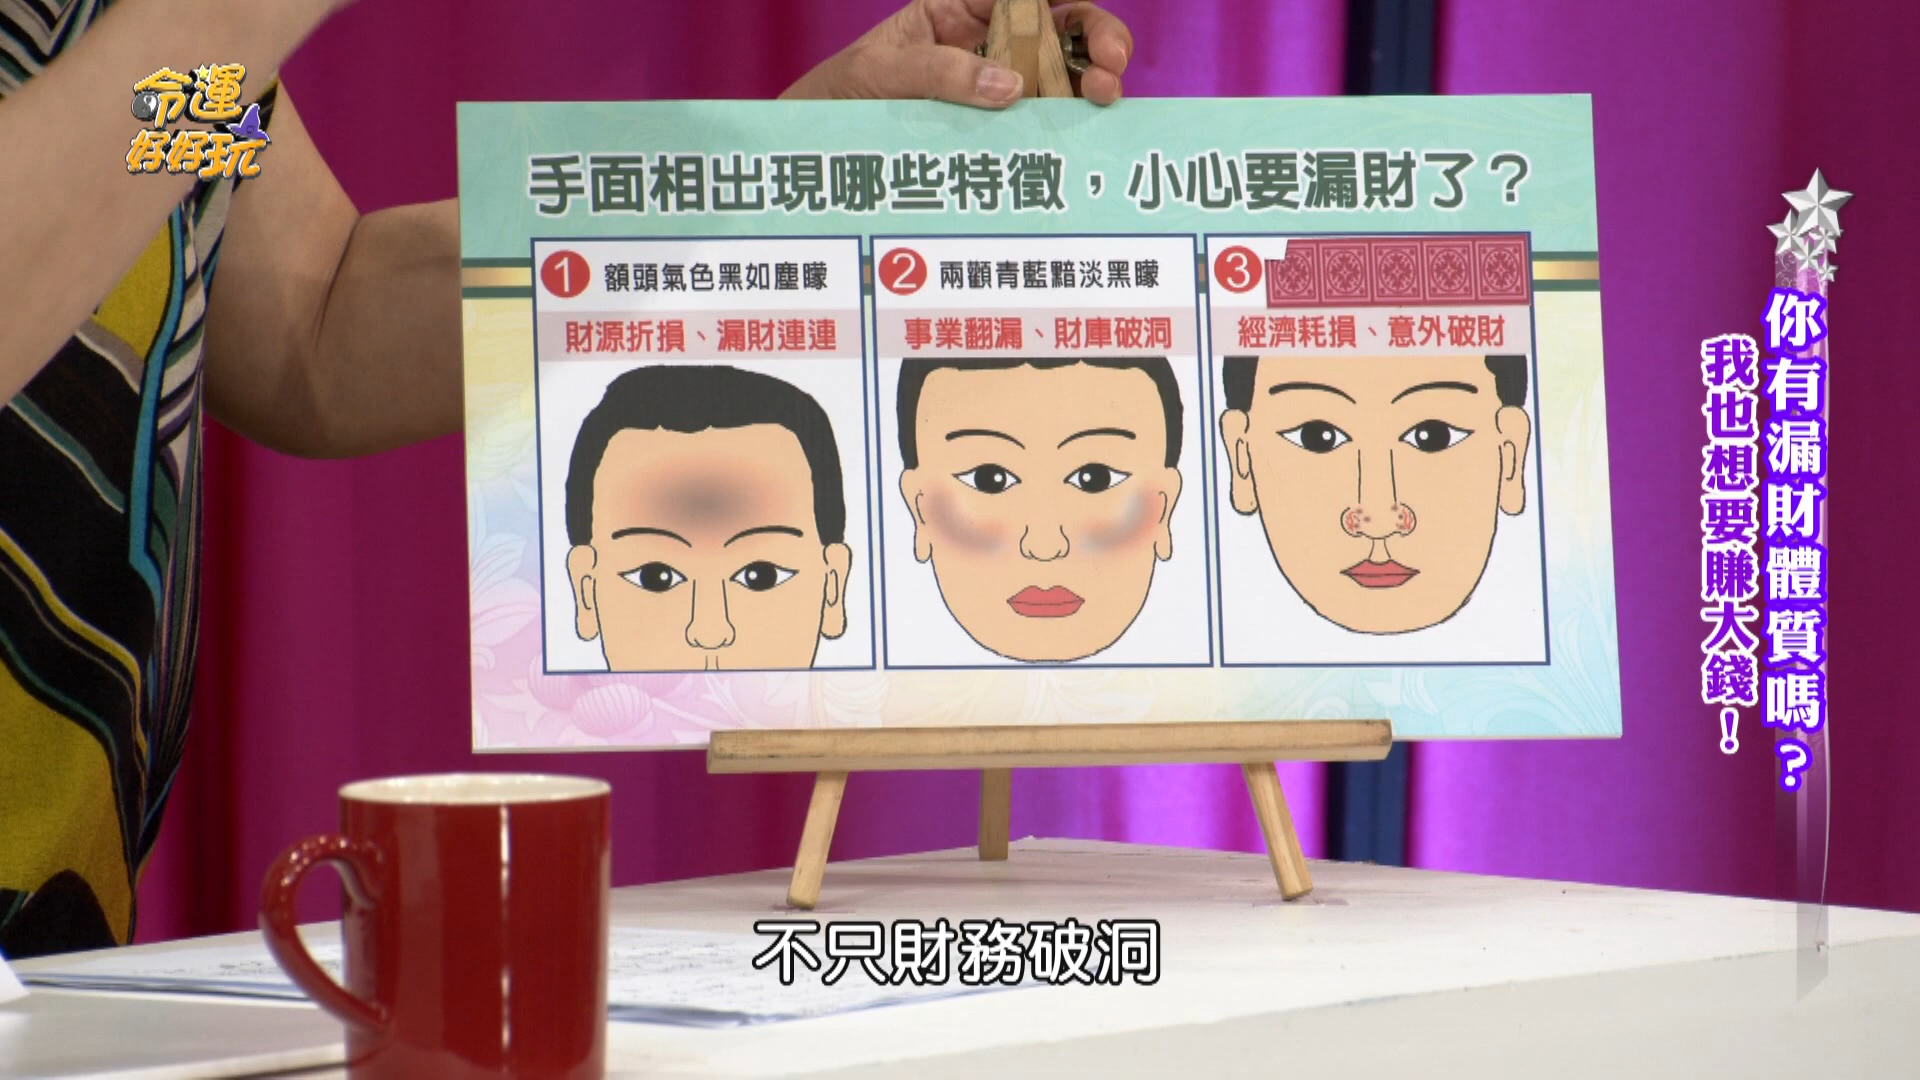 命運
好好玩
手面相出現哪些特徵，小心要漏財了？
1 額頭氣色黑如塵矇
財源折損、漏財連連
2 兩顴青藍黯淡黑矇
事業翻漏、財庫破洞
3
經濟耗損、意外破財
你有漏財體質嗎？
我也想要賺大錢！
不只財務破洞